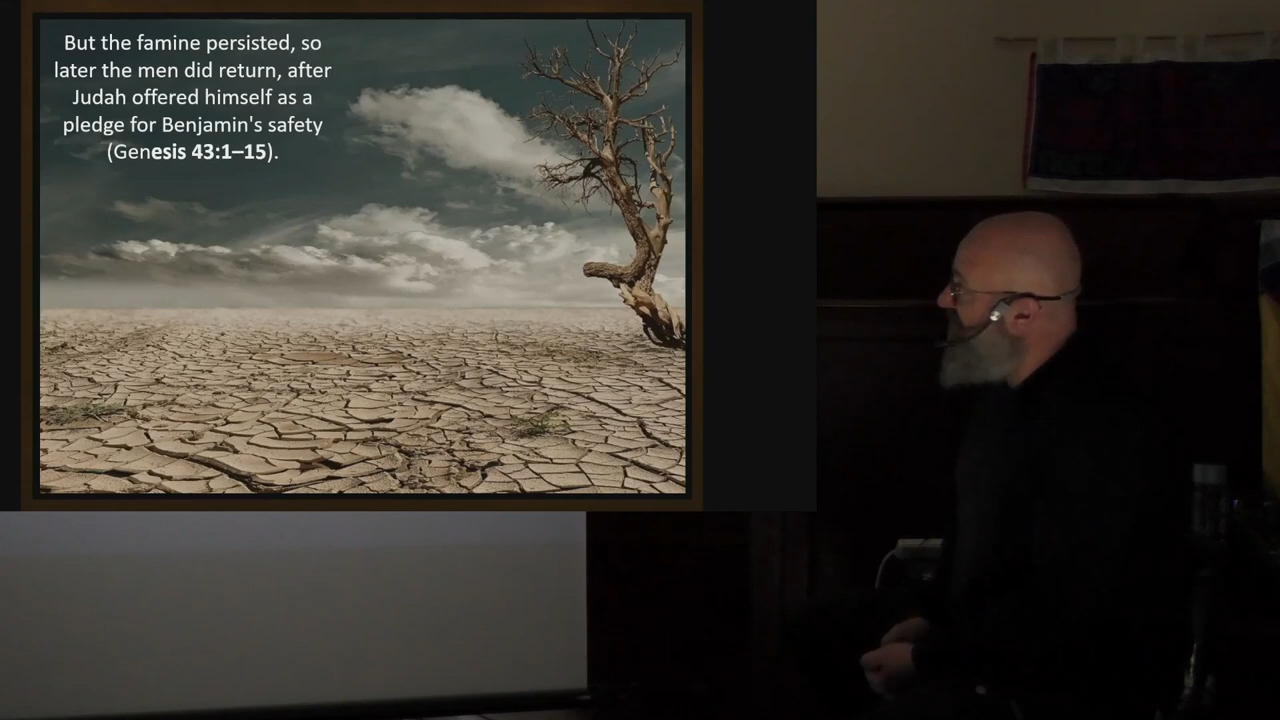 But the famine persisted, so
later the men did return, after
Judah offered himself as a
pledge for Benjamin's safety
(Genesis 43:1–15).